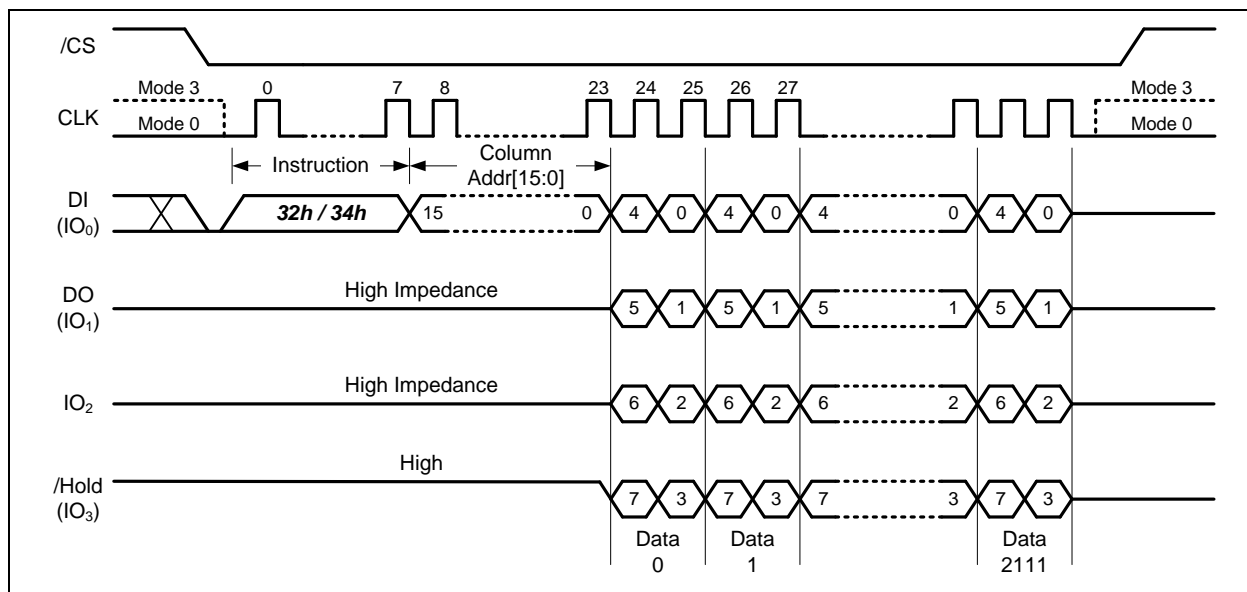 /CS
Mode 3 0 7 8 23 24 25 26 27 Mode 3
CLK
Mode 0 Mode 0
Instruction Column
Addr[15:0]
DI
(IO0) 32h / 34h 15 0 4 0 4 0 4 0 4 0
High Impedance
DO
(IO1) 5 1 5 1 5 1 5 1
High Impedance
IO2 6 2 6 2 6 2 6 2
High
/Hold
(IO3) 7 3 7 3 7 3 7 3
Data Data Data
0 1 2111